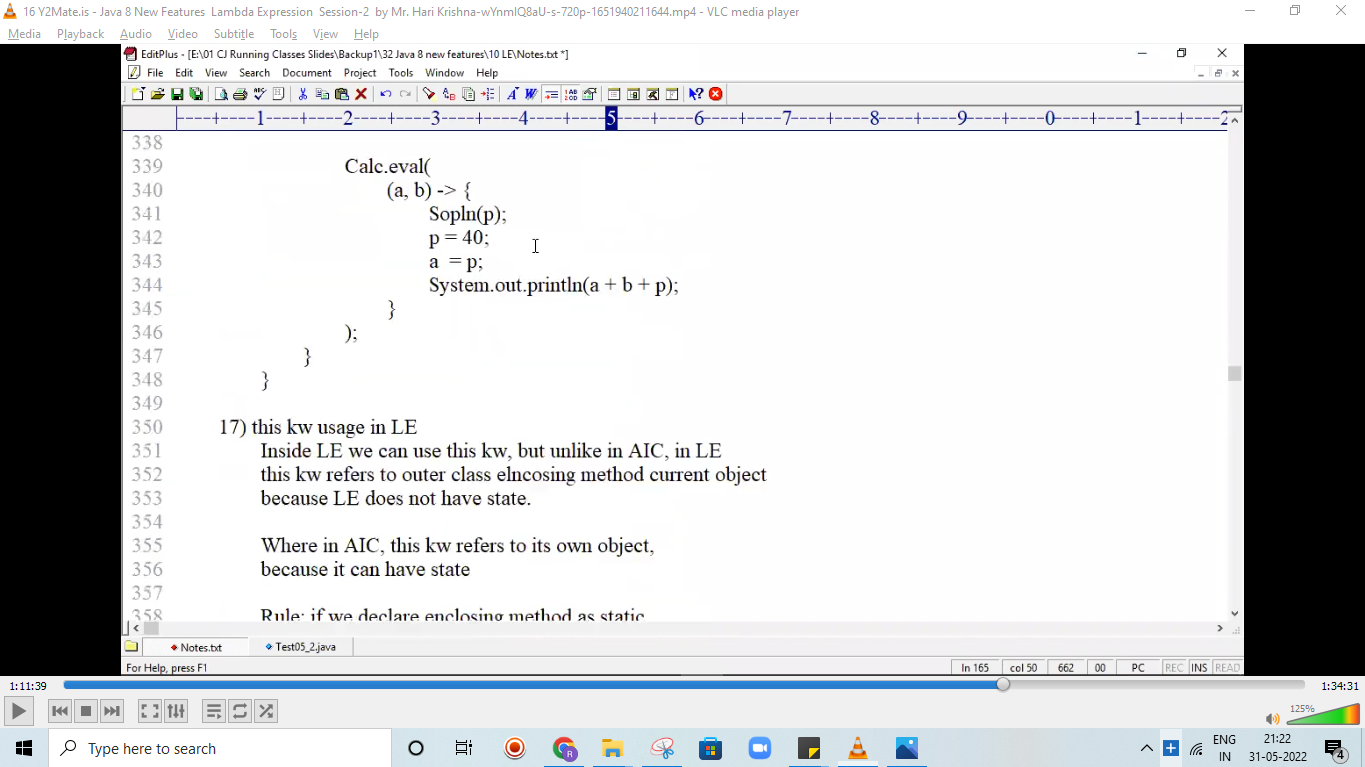 16 Y2Mate.is - Java 8 New Features Lambda Expression Session-2 by Mr. Hari Krishna-wYnmlQ8aU-s-720p-1651940211644.mp4 - VLC media player
Media Playback Audio Video Subtitle Tools View Help
EditPlus - [E:\01 CJ Running Classes Slides\Backup1\32 Java 8 new features\10 LE\Notes.txt *]
File Edit View Search Document Project Tools Window Help
----+----1----+----2----+----3----+----4----+----5----+----6----+----7----+----8----+----9----+----0----+----1----+----2
338
339 Calc.eval(
340 (a, b) -> {
341 Sopln(p);
342 p = 40;
343 a = p;
344 System.out.println(a + b + p);
345 }
346 );
347 }
348 }
349
350 17) this kw usage in LE
351 Inside LE we can use this kw, but unlike in AIC, in LE
352 this kw refers to outer class elncosing method current object
353 because LE does not have state.
354
355 Where in AIC, this kw refers to its own object,
356 because it can have state
357
358 Rule: if we declare enclosing method as static
Notes.txt Test05_2.java
For Help, press F1 ln 165 col 50 662 00 PC REC INS READ
1:11:39 1:34:31
125%
Type here to search
ENG
IN
21:22
31-05-2022
4